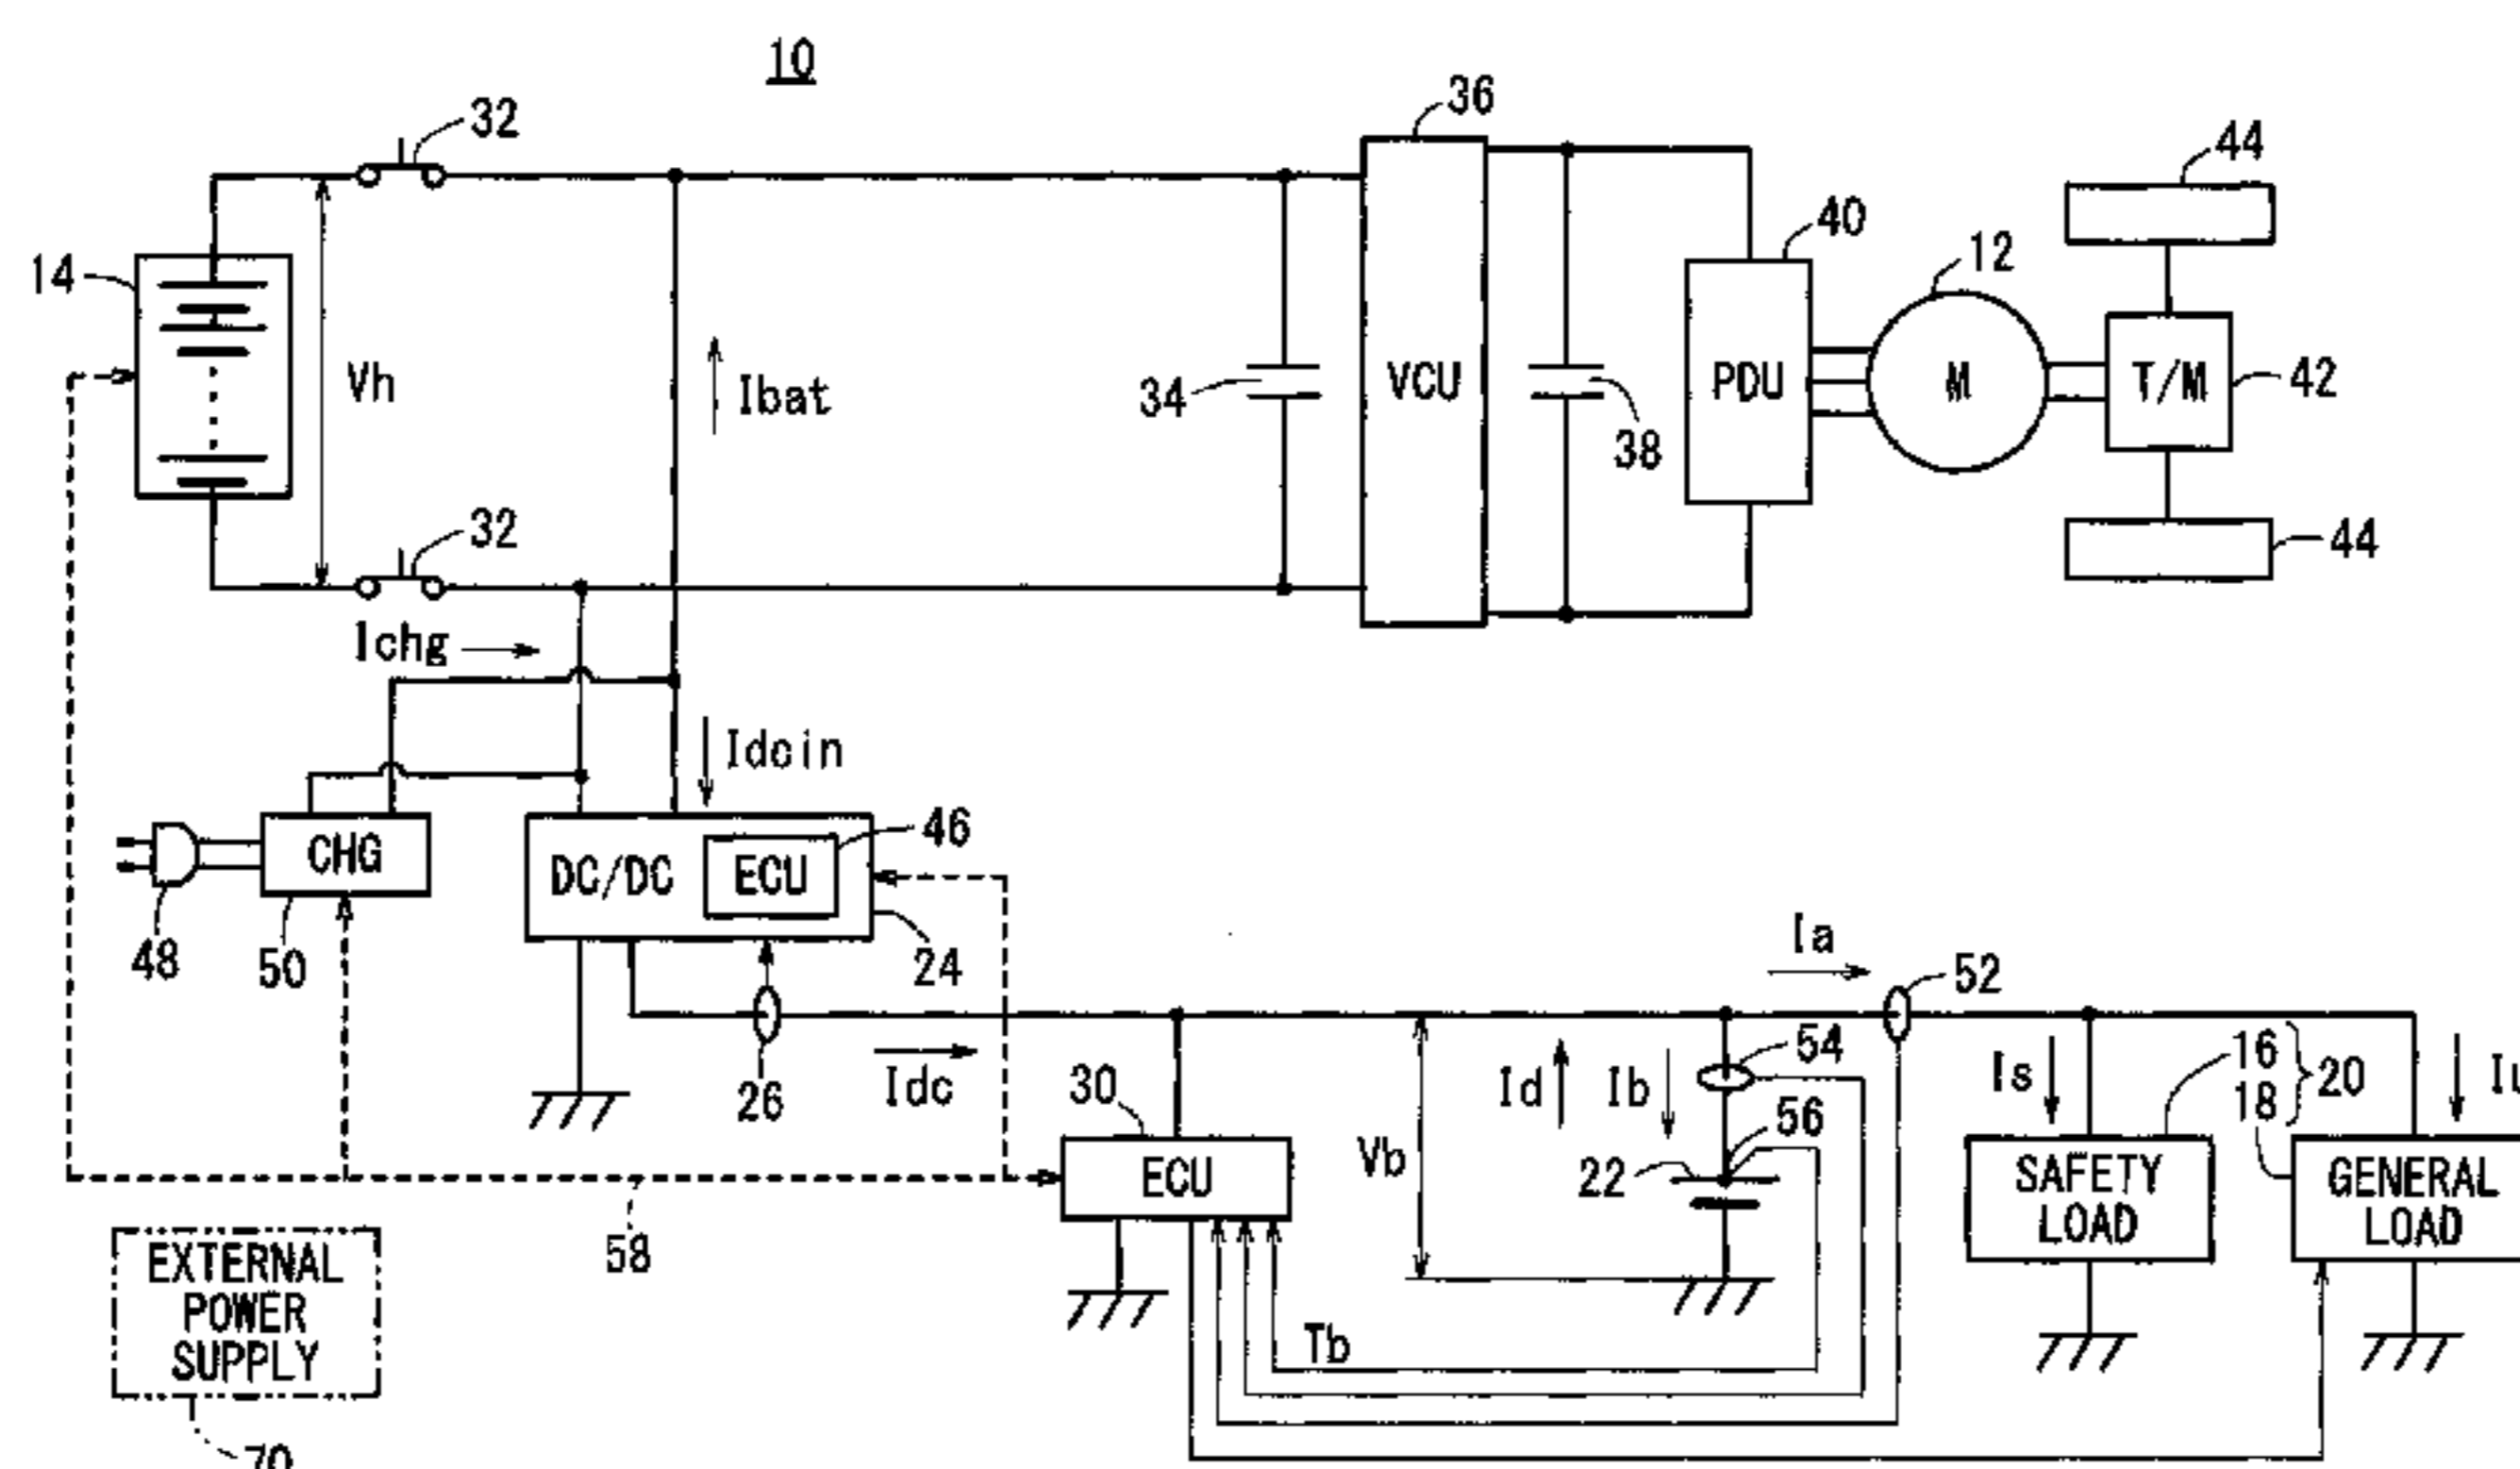 10
32
36
44
14
Vh
Ibat
34
VCU
38
40
PDU
12
M
T/M
42
32
44
Ichg
Idcin
46
CHG
DC/DC
ECU
48
50
24
26
Idc
Ia
52
54
30
Id
Ib
56
Is
16
18
20
Vb
22
ECU
SAFETY
LOAD
GENERAL
LOAD
58
Tb
EXTERNAL
POWER
SUPPLY